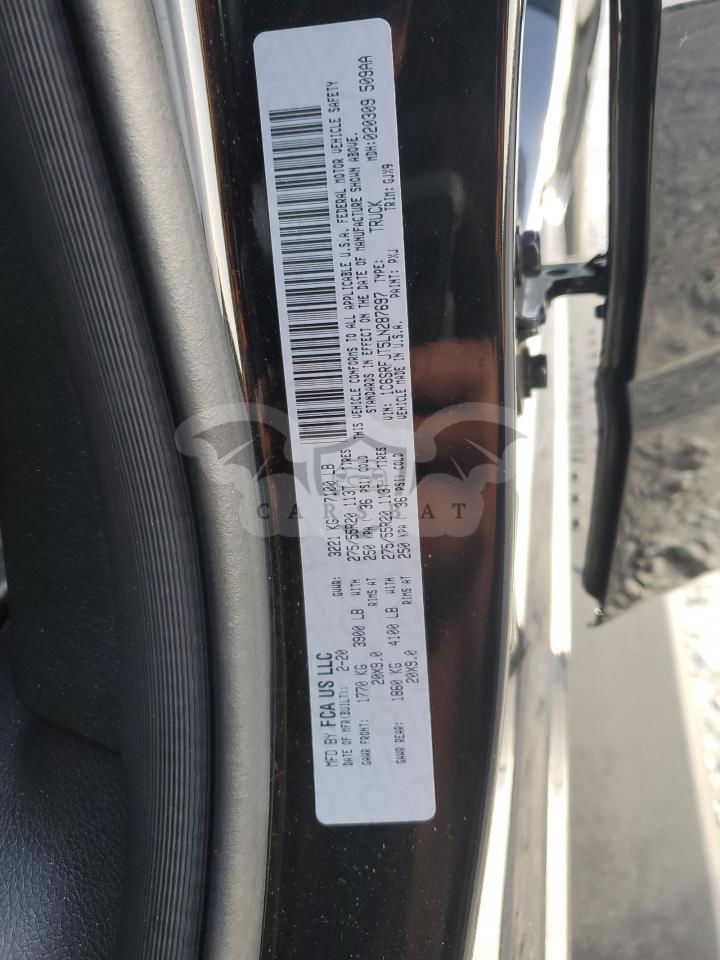 MFD BY FCA US LLC
DATE OF MFR(BUILT): 2-20 GVWR: 3221 KG 7100 LB
GAWR FRONT: 1770 KG 3900 LB WITH 275/55R20 113T TIRES
20X9.0 RIMS AT 250 KPA ( 36 PSI) COLD
GAWR REAR: 1860 KG 4100 LB WITH 275/55R20 113T TIRES
20X9.0 RIMS AT 250 KPA ( 36 PSI) COLD
THIS VEHICLE CONFORMS TO ALL APPLICABLE U.S.A. FEDERAL MOTOR VEHICLE SAFETY
STANDARDS IN EFFECT ON THE DATE OF MANUFACTURE SHOWN ABOVE.
VIN: 1C6SRFJT5LN287697 TYPE: TRUCK MDH:020309 509AA
VEHICLE MADE IN U.S.A. PAINT: PXJ TRIM: GJX9
CARSBAT